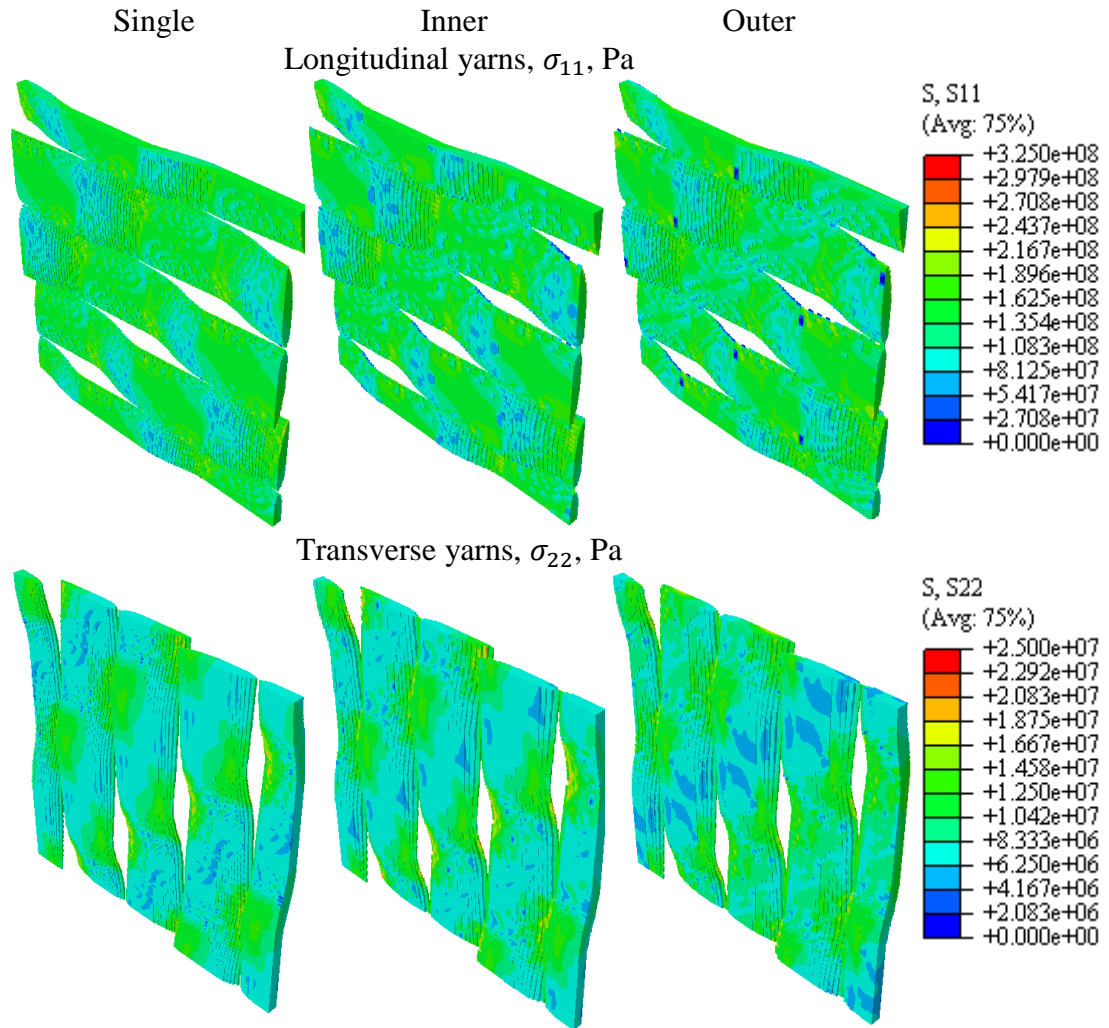 Single Inner Outer
Longitudinal yarns, σ₁₁, Pa
S, S11
(Avg: 75%)
+3.250e+08
+2.979e+08
+2.708e+08
+2.437e+08
+2.167e+08
+1.896e+08
+1.625e+08
+1.354e+08
+1.083e+08
+8.125e+07
+5.417e+07
+2.708e+07
+0.000e+00
Transverse yarns, σ₂₂, Pa
S, S22
(Avg: 75%)
+2.500e+07
+2.292e+07
+2.083e+07
+1.875e+07
+1.667e+07
+1.458e+07
+1.250e+07
+1.042e+07
+8.333e+06
+6.250e+06
+4.167e+06
+2.083e+06
+0.000e+00